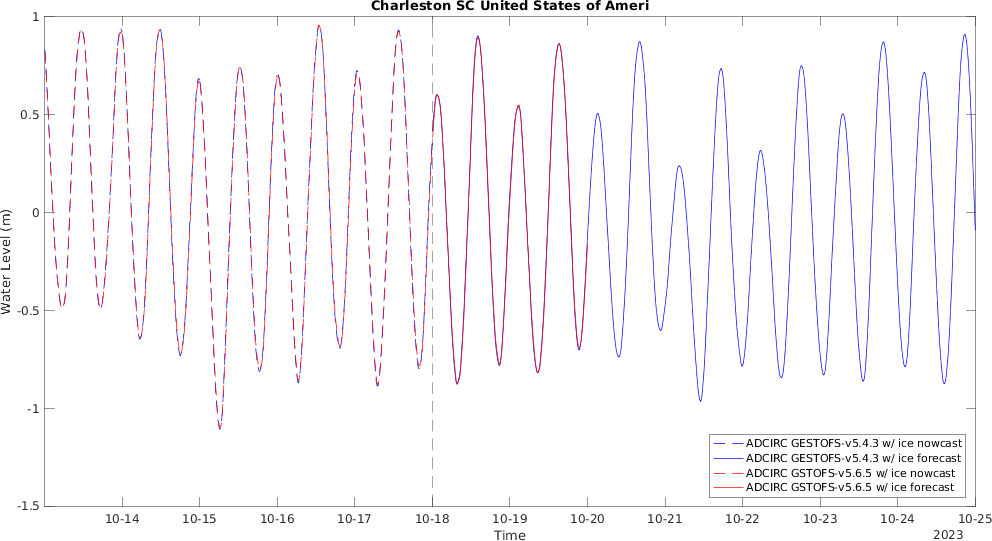 Charleston SC United States of Ameri
1
0.5
0
-0.5
-1
-1.5
Water Level (m)
10-14 10-15 10-16 10-17 10-18 10-19 10-20 10-21 10-22 10-23 10-24 10-25
Time
2023
ADCIRC GESTOFS-v5.4.3 w/ ice nowcast
ADCIRC GESTOFS-v5.4.3 w/ ice forecast
ADCIRC GSTOFS-v5.6.5 w/ ice nowcast
ADCIRC GSTOFS-v5.6.5 w/ ice forecast